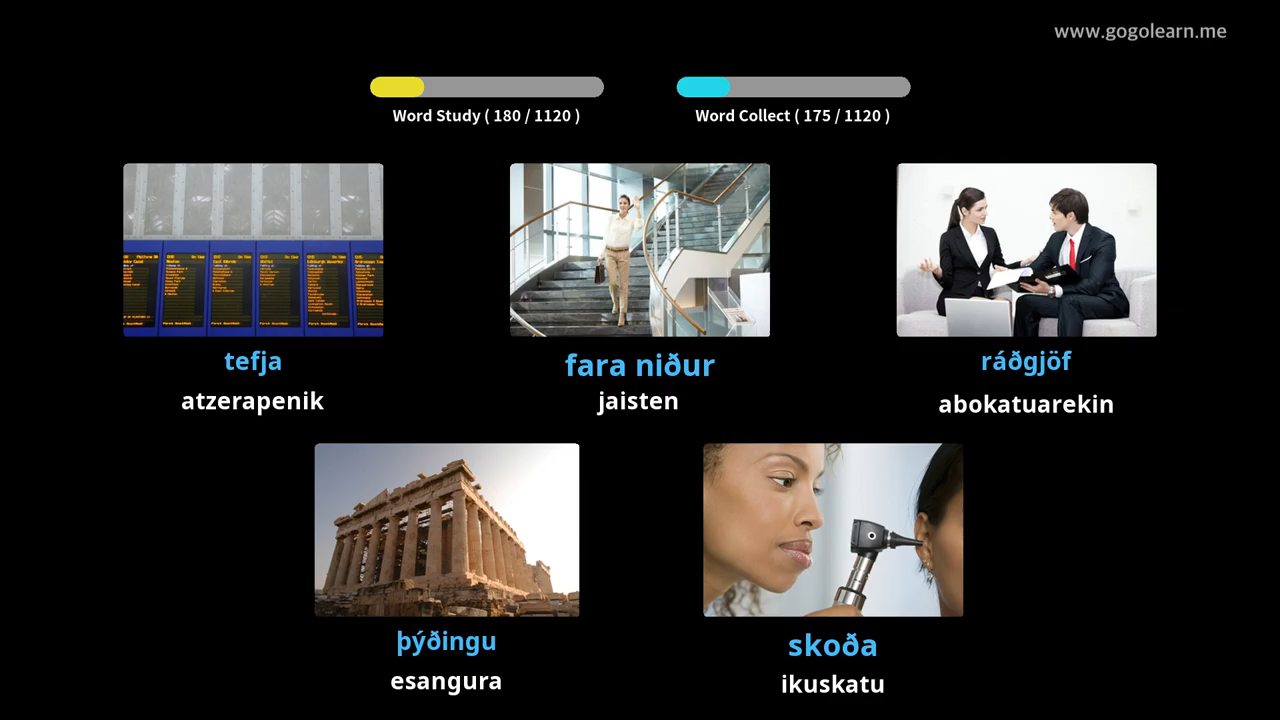 www.gogolearn.me
Word Study ( 180 / 1120 )
Word Collect ( 175 / 1120 )
tefja
fara niður
ráðgjöf
atzerapenik
jaisten
abokatuarekin
þýðingu
skoða
esangura
ikuskatu